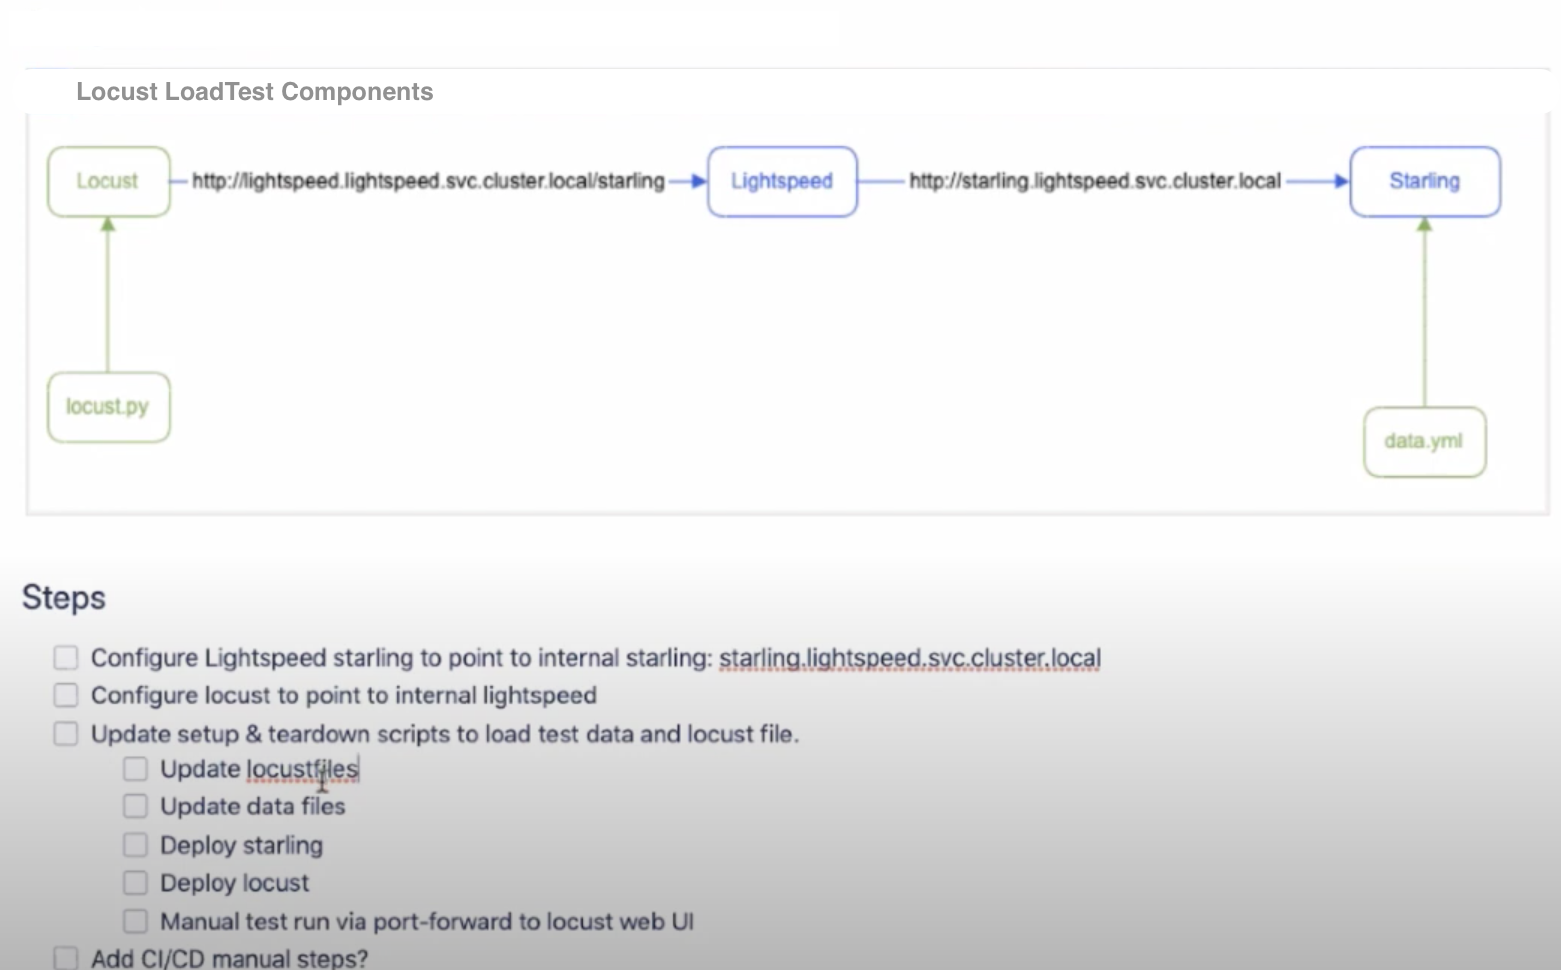 Locust LoadTest Components
Locust
http://lightspeed.lightspeed.svc.cluster.local/starling
Lightspeed
http://starling.lightspeed.svc.cluster.local
Starling
locust.py
data.yml
Steps
Configure Lightspeed starling to point to internal starling: starling.lightspeed.svc.cluster.local
Configure locust to point to internal lightspeed
Update setup & teardown scripts to load test data and locust file.
Update locustfiles
Update data files
Deploy starling
Deploy locust
Manual test run via port-forward to locust web UI
Add CI/CD manual steps?